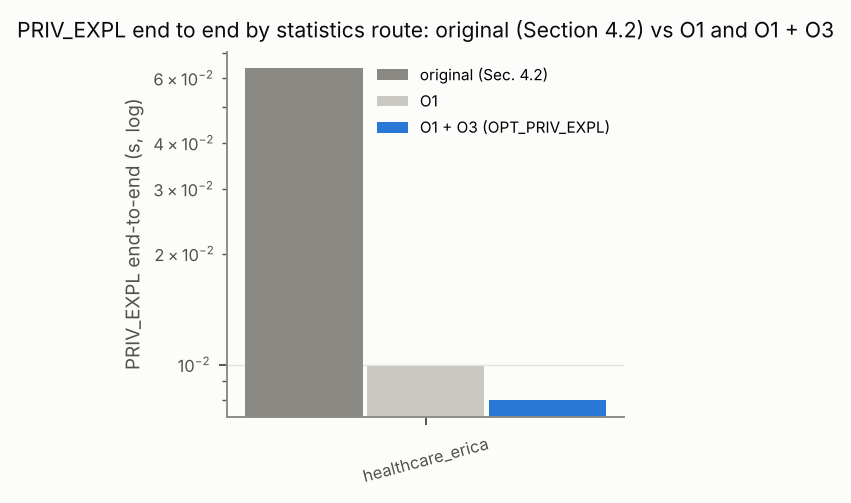 PRIV_EXPL end to end by statistics route: original (Section 4.2) vs O1 and O1 + O3
original (Sec. 4.2)
O1
O1 + O3 (OPT_PRIV_EXPL)
PRIV_EXPL end-to-end (s, log)
6 × 10⁻²
4 × 10⁻²
3 × 10⁻²
2 × 10⁻²
10⁻²
healthcare_erica